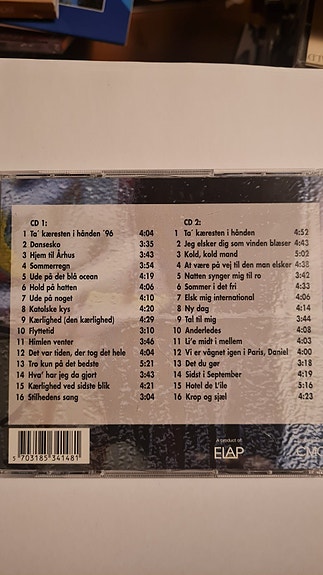 CD 1:
1 Ta' kæresten i hånden '96 4:04
2 Dansesko 3:35
3 Hjem til Århus 3:43
4 Sommerregn 3:54
5 Ude på det blå ocean 4:19
6 Hold på hatten 4:06
7 Ude på noget 4:10
8 Katolske kys 4:20
9 Kærlighed (den kærlighed) 4:29
10 Flyttetid 3:10
11 Himlen venter 3:46
12 Det var tiden, der tog det hele 4:04
13 Tro kun på det bedste 4:21
14 Hva' har jeg da gjort 3:43
15 Kærlighed ved sidste blik 4:21
16 Stilhedens sang 3:04
CD 2:
1 Ta' kæresten i hånden 4:52
2 Jeg elsker dig som vinden blæser 4:43
3 Kold, kold mand 5:02
4 At være på vej til den man elsker 4:38
5 Natten synger mig til ro 3:42
6 Sommer i det fri 4:33
7 Elsk mig international 4:06
8 Ny dag 4:14
9 Tal til mig 3:44
10 Anderledes 4:08
11 Li'e midt i mellem 4:03
12 Vi er vågnet igen i Paris, Daniel 4:00
13 Det du gør 3:18
14 Sidst i September 4:19
15 Hotel de L'ile 4:16
16 Krop og sjæl 4:23
5 703185 341481
A product of
ELAP
CMC